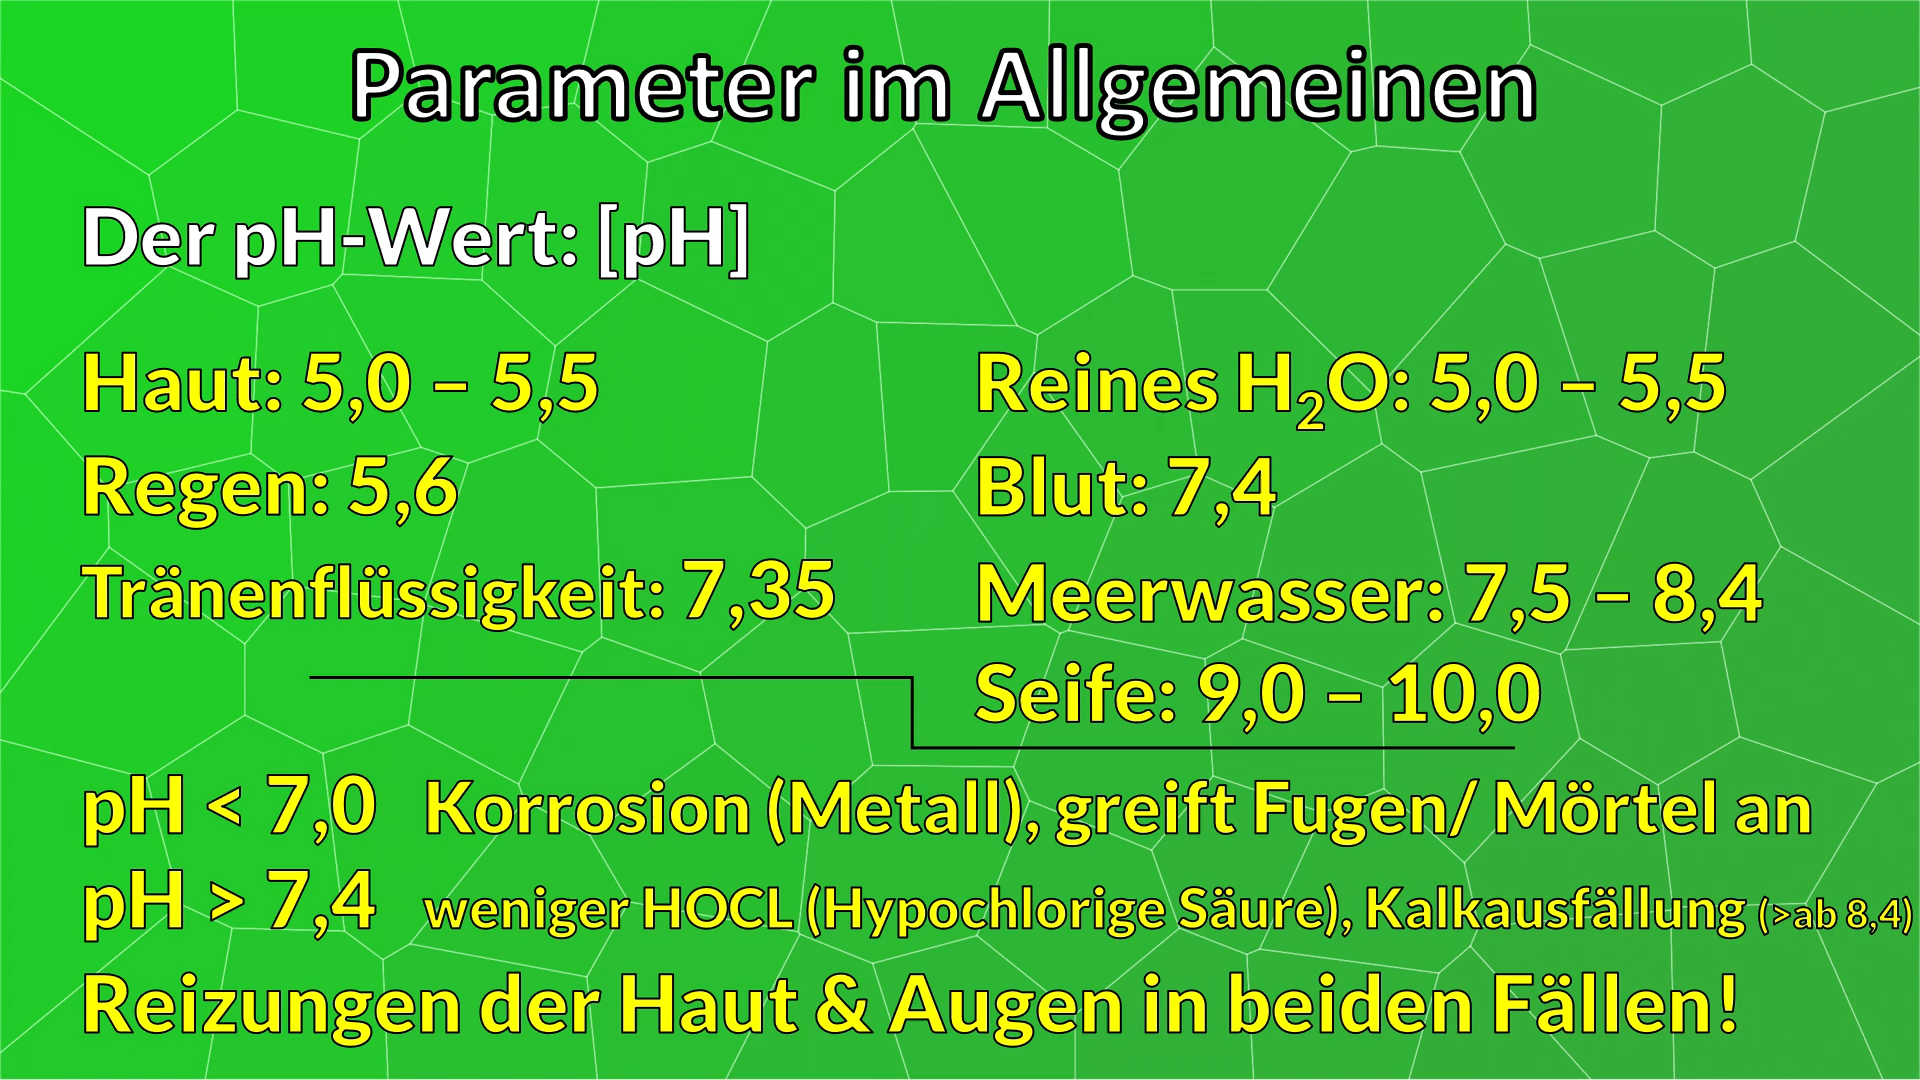 Parameter im Allgemeinen
Der pH-Wert: [pH]
Haut: 5,0 – 5,5
Regen: 5,6
Tränenflüssigkeit: 7,35
Reines H₂O: 5,0 – 5,5
Blut: 7,4
Meerwasser: 7,5 – 8,4
Seife: 9,0 – 10,0
pH < 7,0 Korrosion (Metall), greift Fugen/ Mörtel an
pH > 7,4 weniger HOCL (Hypochlorige Säure), Kalkausfällung (>ab 8,4)
Reizungen der Haut & Augen in beiden Fällen!